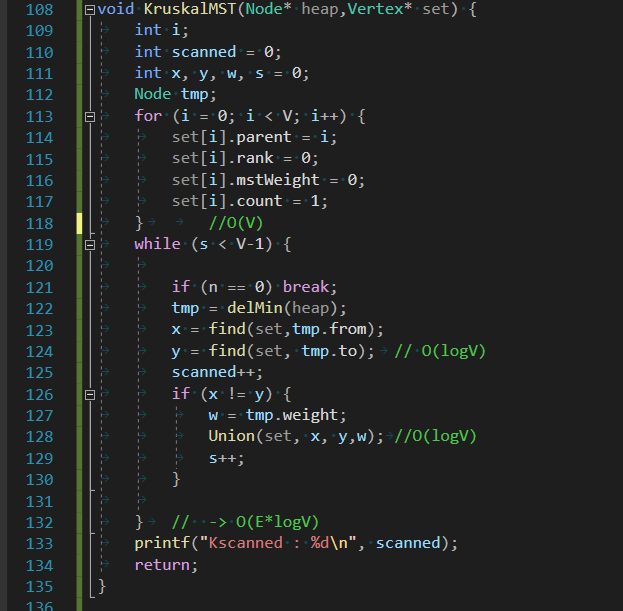 108 void KruskalMST(Node* heap,Vertex* set) {
109 int i;
110 int scanned = 0;
111 int x, y, w, s = 0;
112 Node tmp;
113 for (i = 0; i < V; i++) {
114 set[i].parent = i;
115 set[i].rank = 0;
116 set[i].mstWeight = 0;
117 set[i].count = 1;
118 } //O(V)
119 while (s < V-1) {
120
121 if (n == 0) break;
122 tmp = delMin(heap);
123 x = find(set,tmp.from);
124 y = find(set, tmp.to); // O(logV)
125 scanned++;
126 if (x != y) {
127 w = tmp.weight;
128 Union(set, x, y,w); //O(logV)
129 s++;
130 }
131
132 } // -> O(E*logV)
133 printf("Kscanned : %d\n", scanned);
134 return;
135 }
136